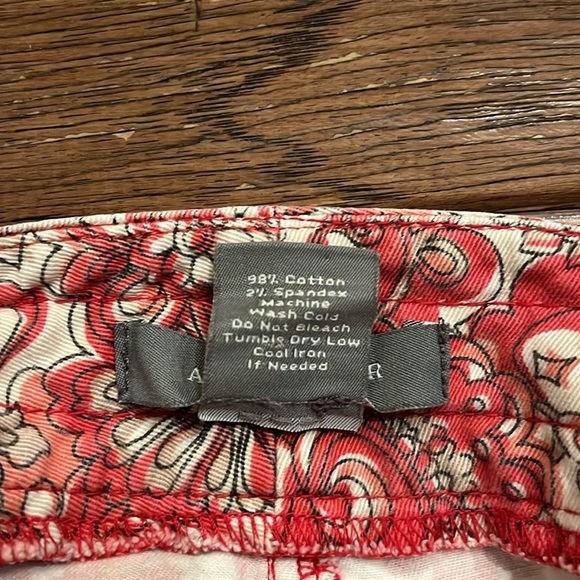 98% Cotton
2% Spandex
Machine
Wash Cold
Do Not Bleach
Tumble Dry Low
Cool Iron
If Needed
A R